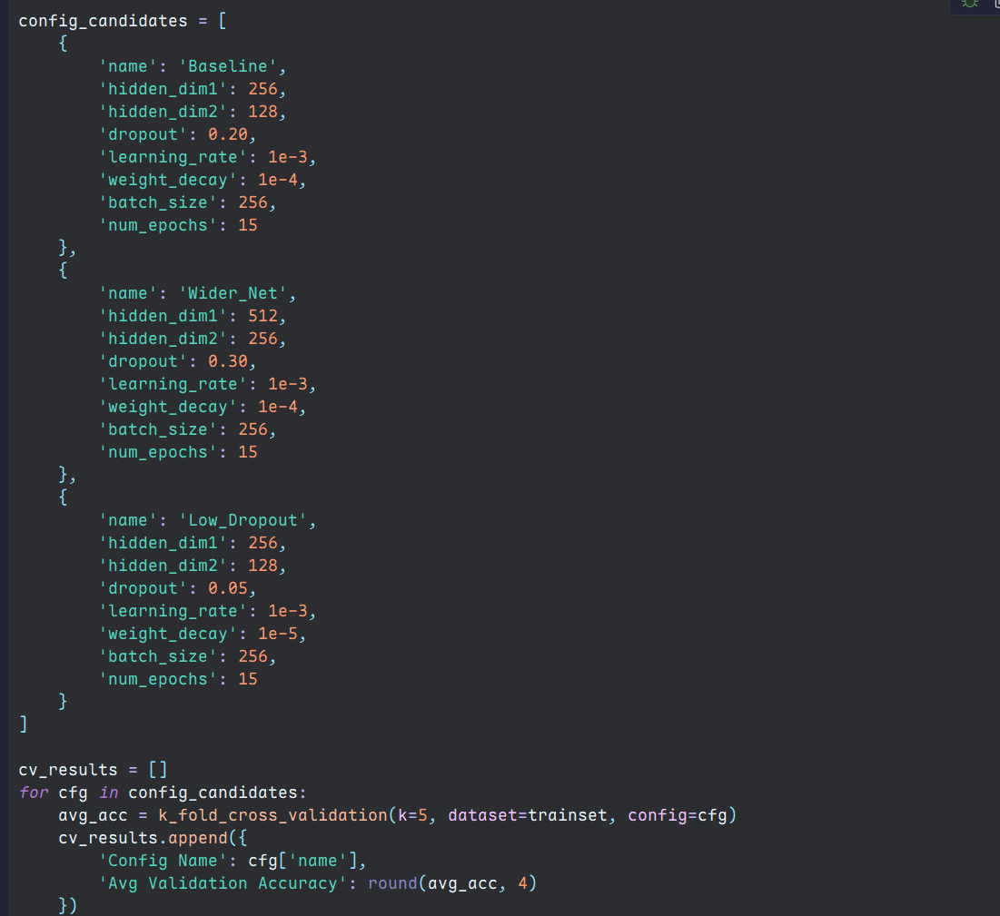 config_candidates = [
    {
        'name': 'Baseline',
        'hidden_dim1': 256,
        'hidden_dim2': 128,
        'dropout': 0.20,
        'learning_rate': 1e-3,
        'weight_decay': 1e-4,
        'batch_size': 256,
        'num_epochs': 15
    },
    {
        'name': 'Wider_Net',
        'hidden_dim1': 512,
        'hidden_dim2': 256,
        'dropout': 0.30,
        'learning_rate': 1e-3,
        'weight_decay': 1e-4,
        'batch_size': 256,
        'num_epochs': 15
    },
    {
        'name': 'Low_Dropout',
        'hidden_dim1': 256,
        'hidden_dim2': 128,
        'dropout': 0.05,
        'learning_rate': 1e-3,
        'weight_decay': 1e-5,
        'batch_size': 256,
        'num_epochs': 15
    }
]

cv_results = []
for cfg in config_candidates:
    avg_acc = k_fold_cross_validation(k=5, dataset=trainset, config=cfg)
    cv_results.append({
        'Config Name': cfg['name'],
        'Avg Validation Accuracy': round(avg_acc, 4)
    })